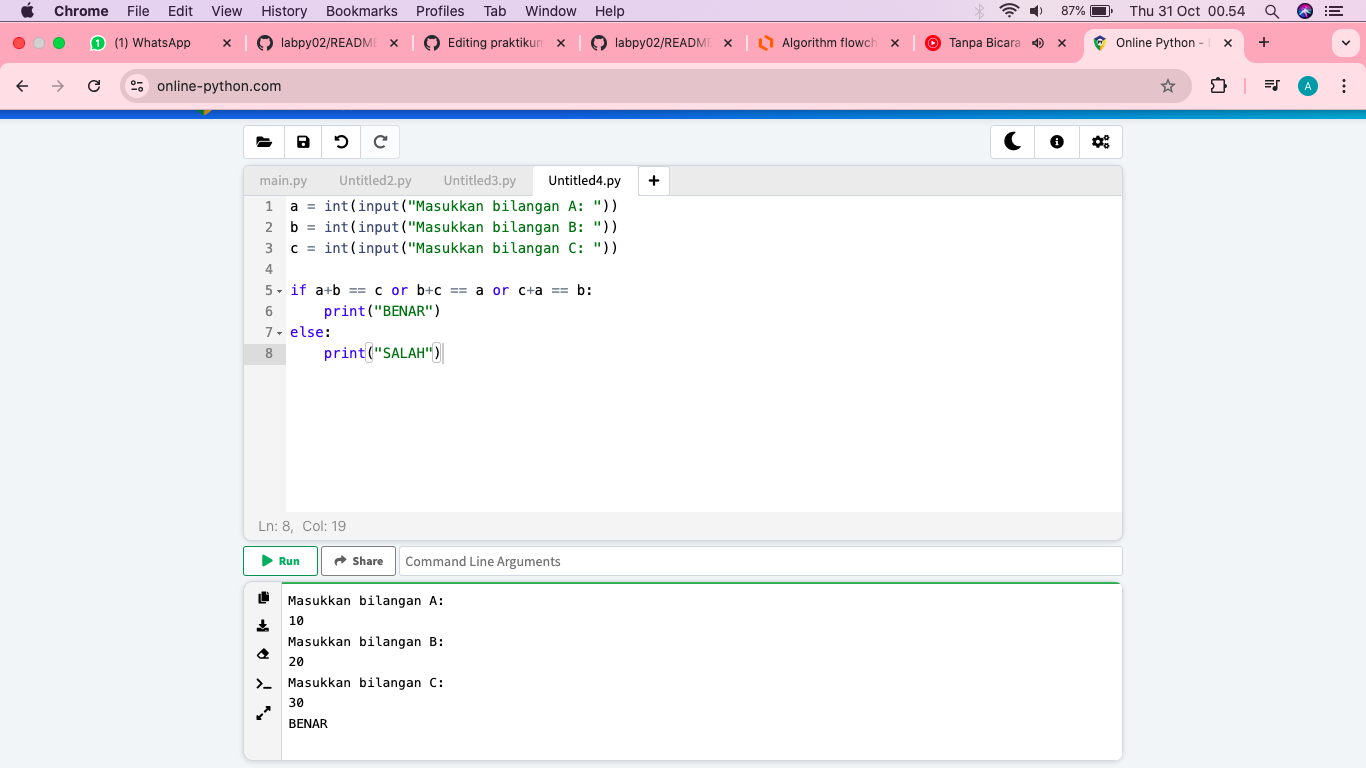 Chrome File Edit View History Bookmarks Profiles Tab Window Help 87% Thu 31 Oct 00.54
(1) WhatsApp labpy02/README Editing praktikum labpy02/README Algorithm flowch Tanpa Bicara Online Python -
online-python.com A
main.py Untitled2.py Untitled3.py Untitled4.py +
1 a = int(input("Masukkan bilangan A: "))
2 b = int(input("Masukkan bilangan B: "))
3 c = int(input("Masukkan bilangan C: "))
4
5 if a+b == c or b+c == a or c+a == b:
6     print("BENAR")
7 else:
8     print("SALAH")
Ln: 8, Col: 19
Run Share Command Line Arguments
Masukkan bilangan A:
10
Masukkan bilangan B:
20
Masukkan bilangan C:
30
BENAR